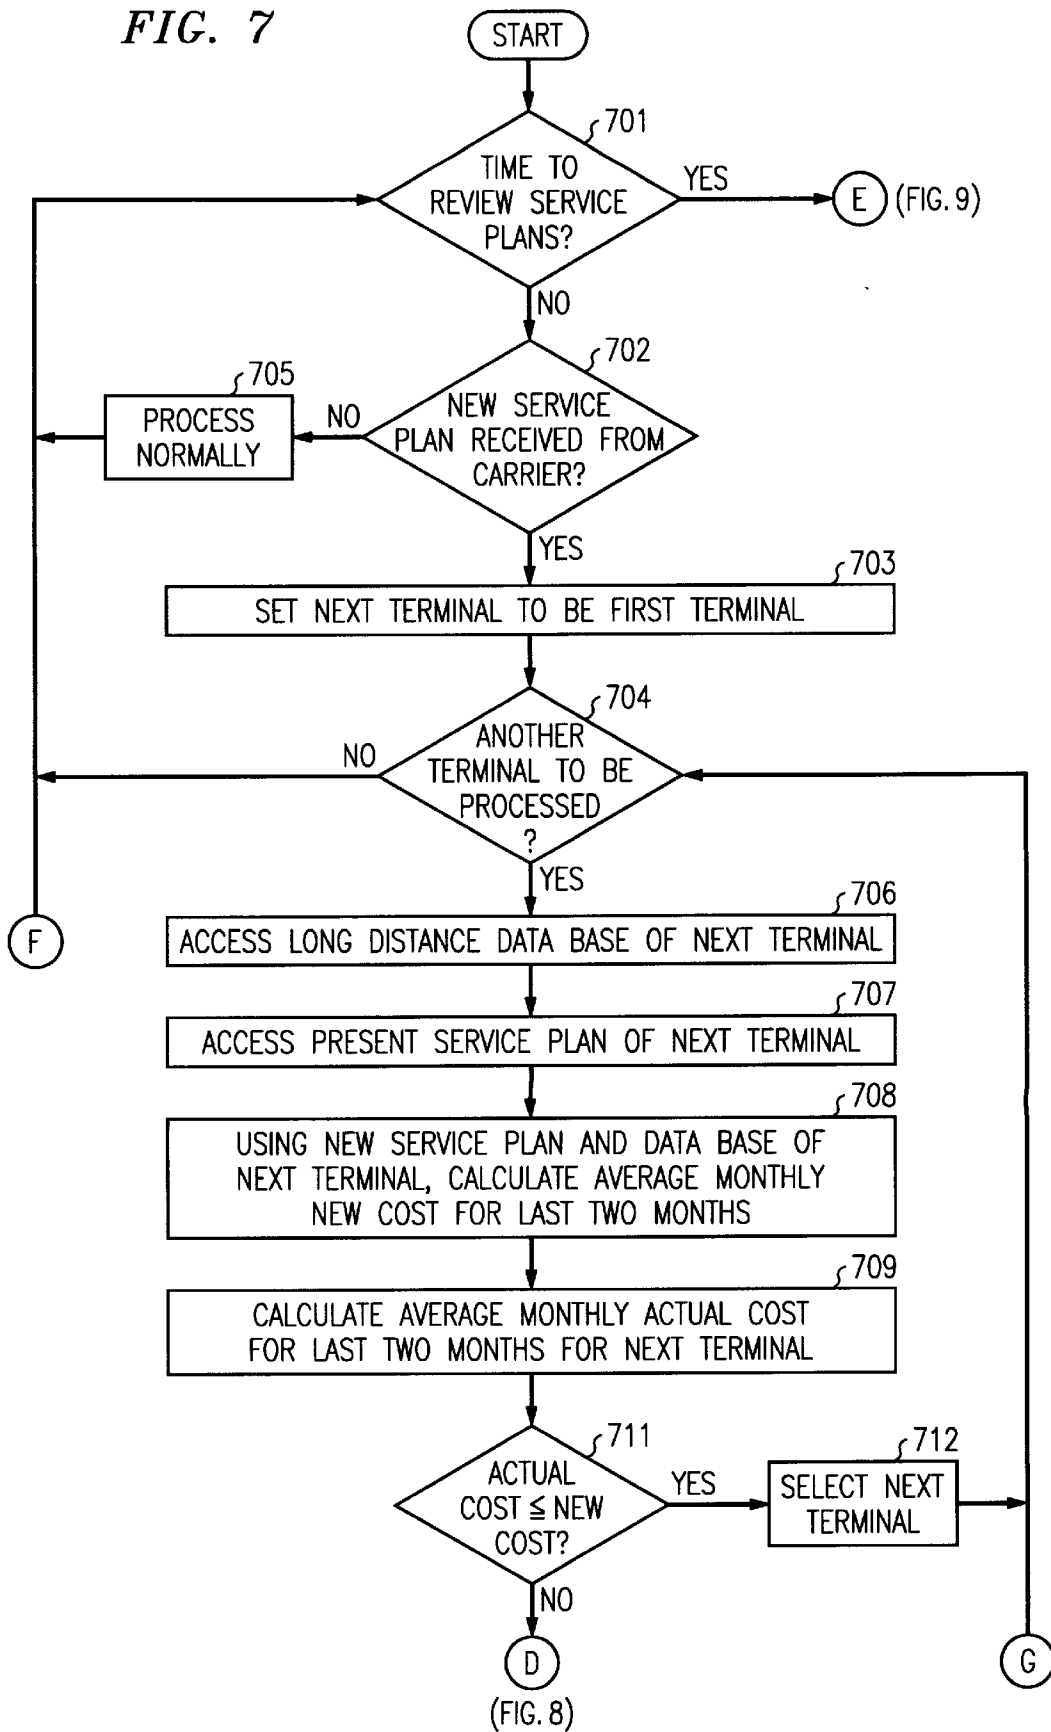 FIG. 7
START
701
TIME TO
REVIEW SERVICE
PLANS?
YES
E (FIG. 9)
NO
702
NEW SERVICE
PLAN RECEIVED FROM
CARRIER?
NO
705
PROCESS
NORMALLY
YES
703
SET NEXT TERMINAL TO BE FIRST TERMINAL
704
ANOTHER
TERMINAL TO BE
PROCESSED
?
NO
YES
F
706
ACCESS LONG DISTANCE DATA BASE OF NEXT TERMINAL
707
ACCESS PRESENT SERVICE PLAN OF NEXT TERMINAL
708
USING NEW SERVICE PLAN AND DATA BASE OF
NEXT TERMINAL, CALCULATE AVERAGE MONTHLY
NEW COST FOR LAST TWO MONTHS
709
CALCULATE AVERAGE MONTHLY ACTUAL COST
FOR LAST TWO MONTHS FOR NEXT TERMINAL
711
ACTUAL
COST ≦ NEW
COST?
YES
712
SELECT NEXT
TERMINAL
NO
D
(FIG. 8)
G